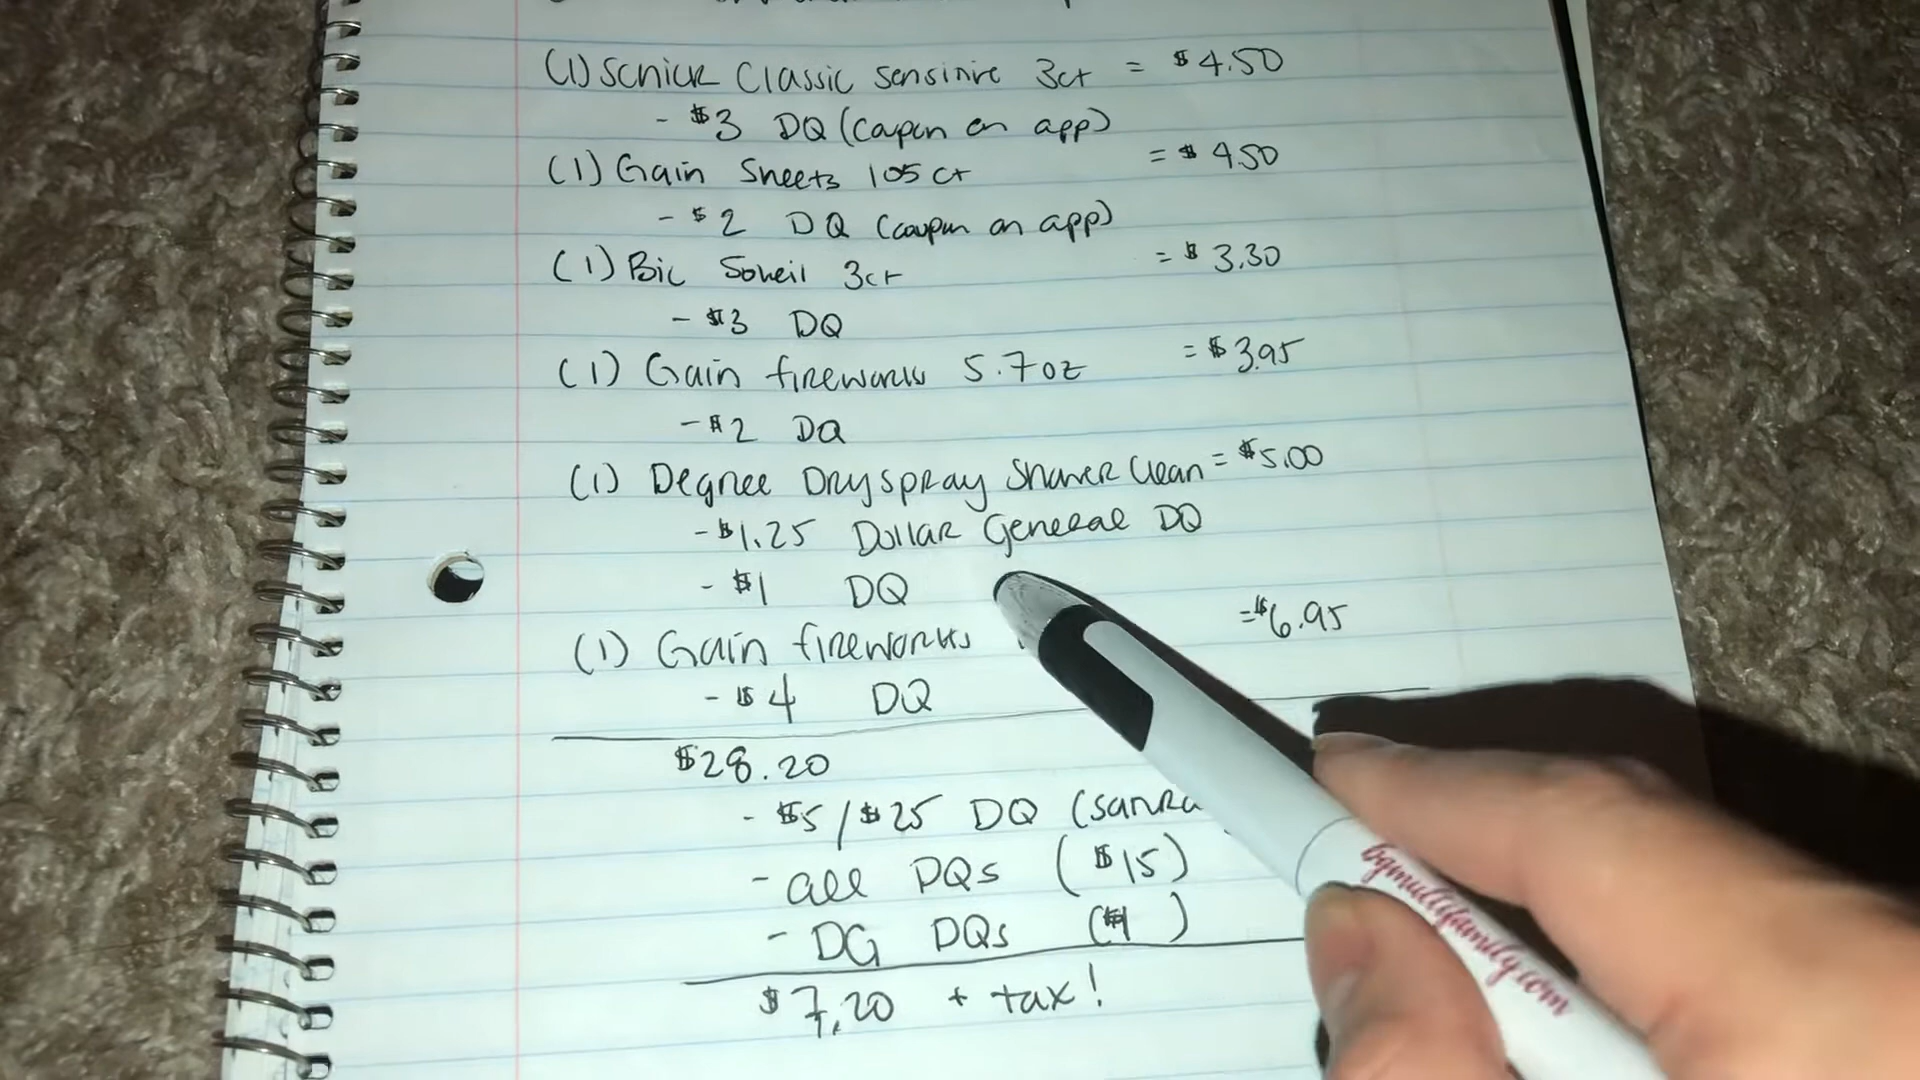 (1) Schick Classic Sensitive 3ct = $4.50
- $3 DQ (coupon on app)
(1) Gain Sheets 105 ct = $4.50
- $2 DQ (coupon on app)
(1) Bic Soleil 3ct = $3.30
- $3 DQ
(1) Gain fireworks 5.7oz = $3.95
- $2 DQ
(1) Degree Dryspray Shower Clean = $5.00
- $1.25 Dollar General DQ
- $1 DQ
(1) Gain fireworks = $6.95
- $4 DQ
$28.20
- $5/$25 DQ
- all DQs ($15)
- DG DQs ($1)
$7.20 + tax!
bqmultifamily.com